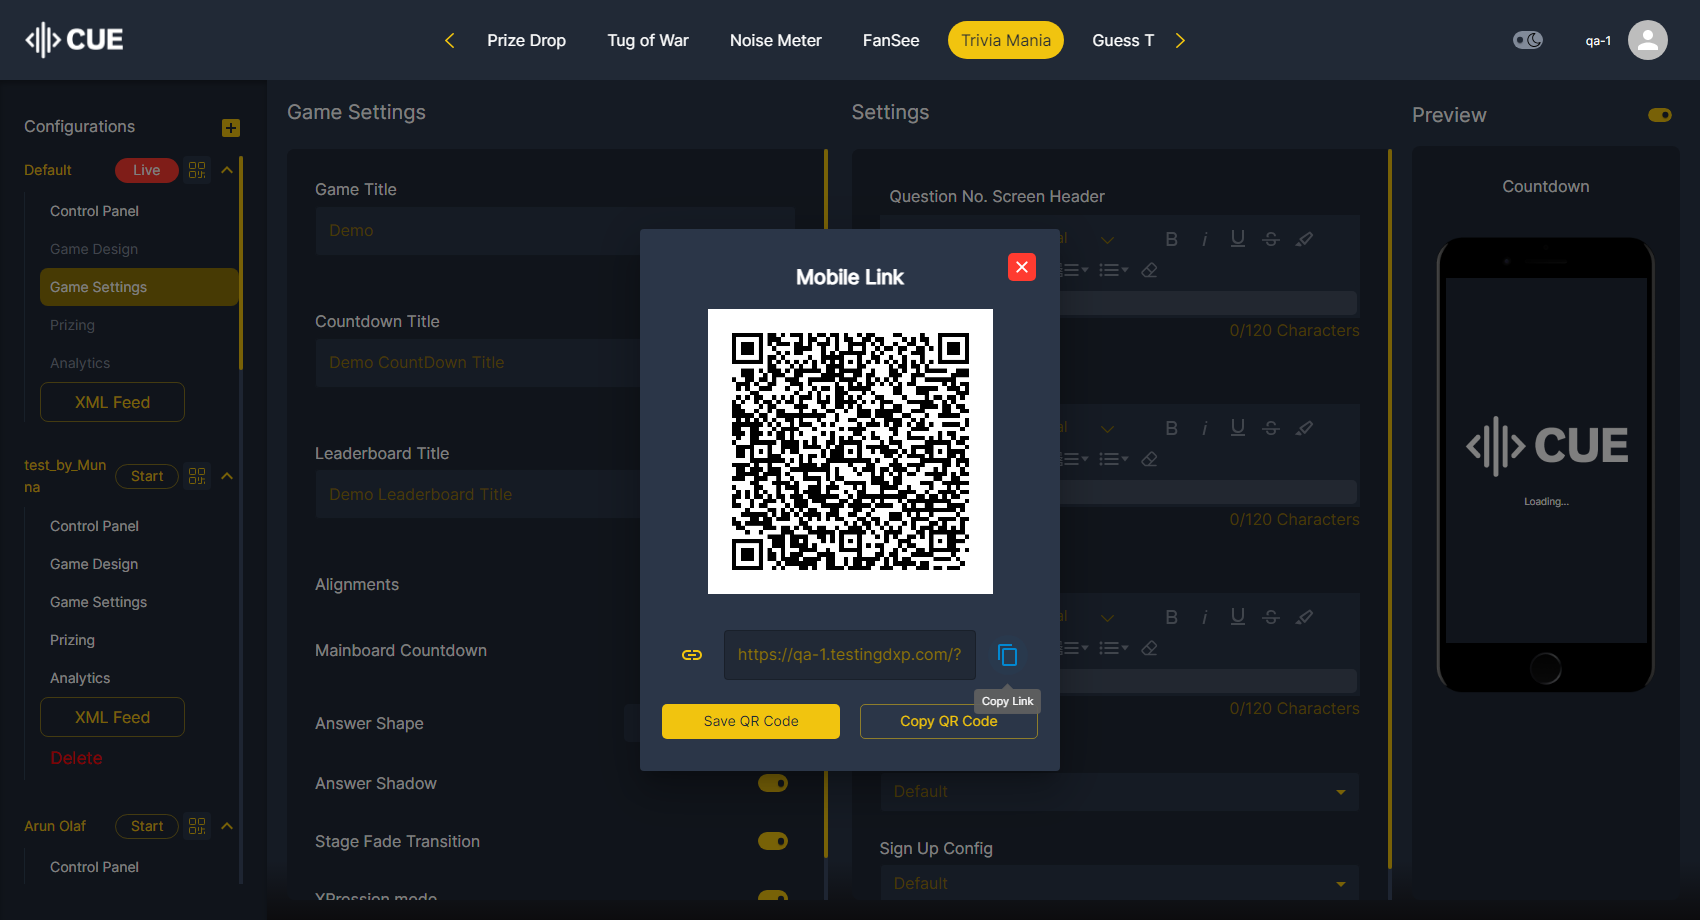 CUE
Prize Drop
Tug of War
Noise Meter
FanSee
Trivia Mania
Guess T
qa-1
Configurations
Default
Live
Control Panel
Game Design
Game Settings
Prizing
Analytics
XML Feed
test_by_Mun
na
Start
Control Panel
Game Design
Game Settings
Prizing
Analytics
XML Feed
Delete
Arun Olaf
Start
Control Panel
Game Settings
Game Title
Demo
Countdown Title
Demo CountDown Title
Leaderboard Title
Demo Leaderboard Title
Alignments
Mainboard Countdown
Answer Shape
Answer Shadow
Stage Fade Transition
XPression mode
Mobile Link
https://qa-1.testingdxp.com/?
Copy Link
Save QR Code
Copy QR Code
Settings
Question No. Screen Header
0/120 Characters
0/120 Characters
0/120 Characters
Default
Sign Up Config
Default
Preview
Countdown
CUE
Loading...